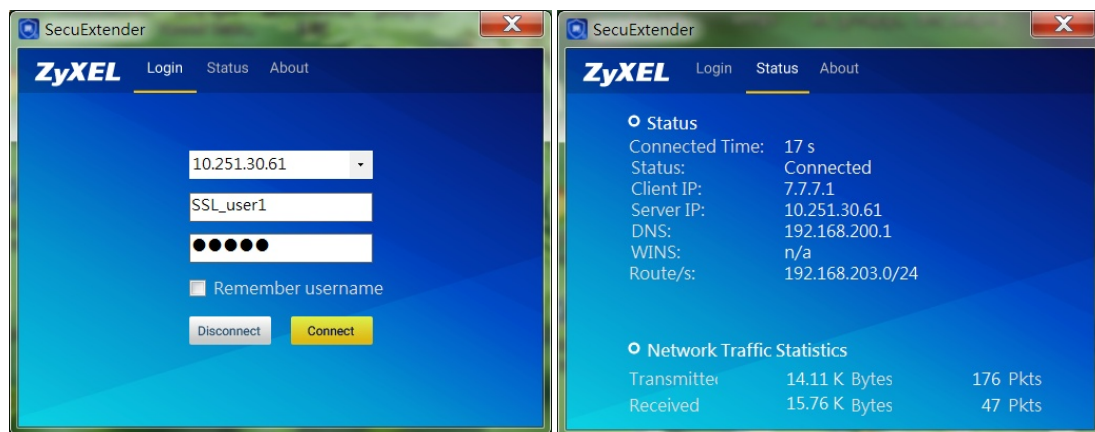 SecuExtender
ZyXEL Login Status About
10.251.30.61
SSL_user1
●●●●●
Remember username
Disconnect Connect
SecuExtender
ZyXEL Login Status About
Status
Connected Time: 17 s
Status: Connected
Client IP: 7.7.7.1
Server IP: 10.251.30.61
DNS: 192.168.200.1
WINS: n/a
Route/s: 192.168.203.0/24
Network Traffic Statistics
Transmitted 14.11 K Bytes 176 Pkts
Received 15.76 K Bytes 47 Pkts